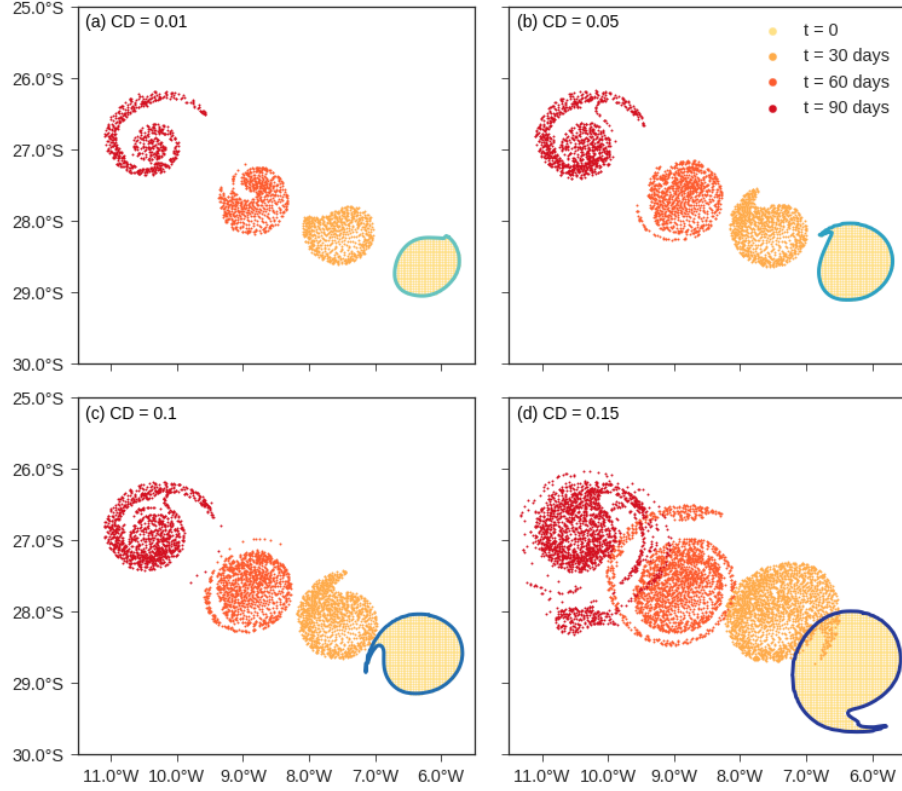 (a) CD = 0.01
(b) CD = 0.05
25.0°S
26.0°S
27.0°S
28.0°S
29.0°S
30.0°S
t = 0
t = 30 days
t = 60 days
t = 90 days
(c) CD = 0.1
(d) CD = 0.15
25.0°S
26.0°S
27.0°S
28.0°S
29.0°S
30.0°S
11.0°W 10.0°W 9.0°W 8.0°W 7.0°W 6.0°W
11.0°W 10.0°W 9.0°W 8.0°W 7.0°W 6.0°W